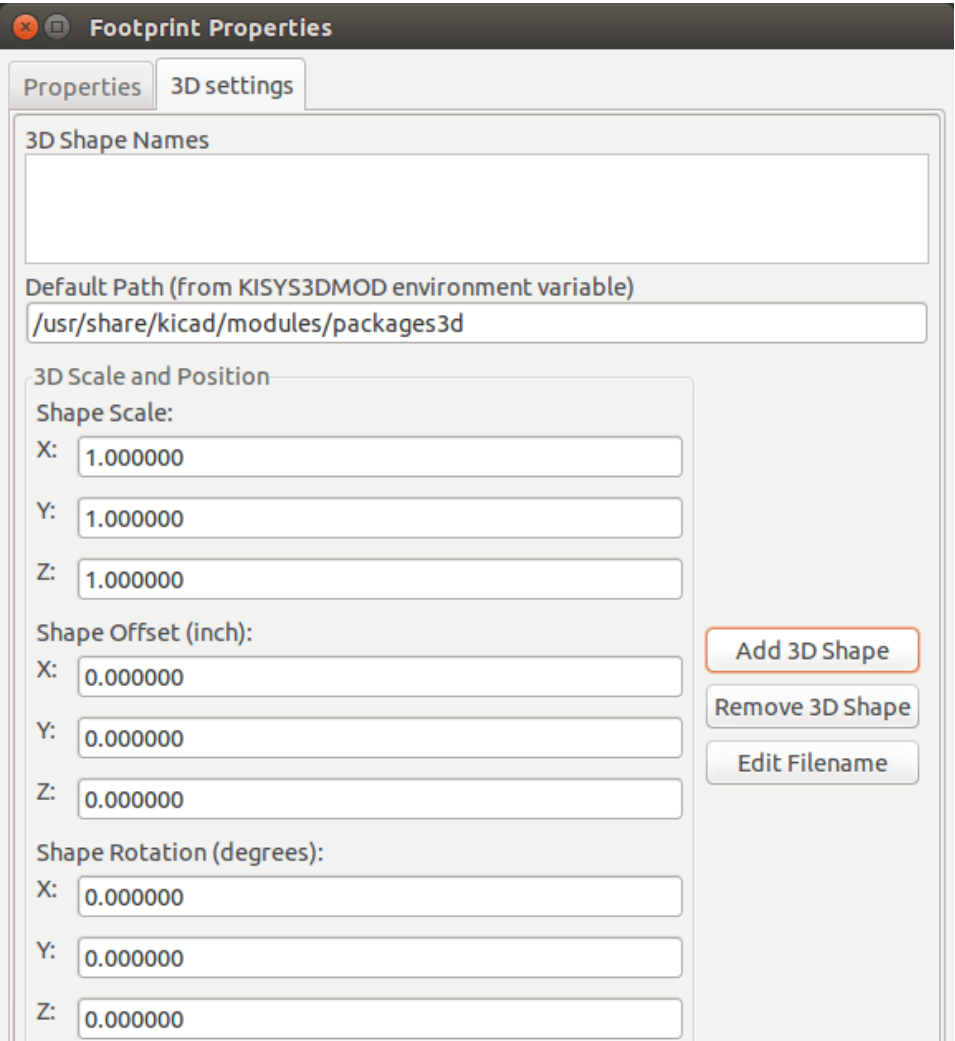 Footprint Properties
Properties
3D settings
3D Shape Names
Default Path (from KISYS3DMOD environment variable)
/usr/share/kicad/modules/packages3d
3D Scale and Position
Shape Scale:
X: 1.000000
Y: 1.000000
Z: 1.000000
Shape Offset (inch):
X: 0.000000
Y: 0.000000
Z: 0.000000
Shape Rotation (degrees):
X: 0.000000
Y: 0.000000
Z: 0.000000
Add 3D Shape
Remove 3D Shape
Edit Filename